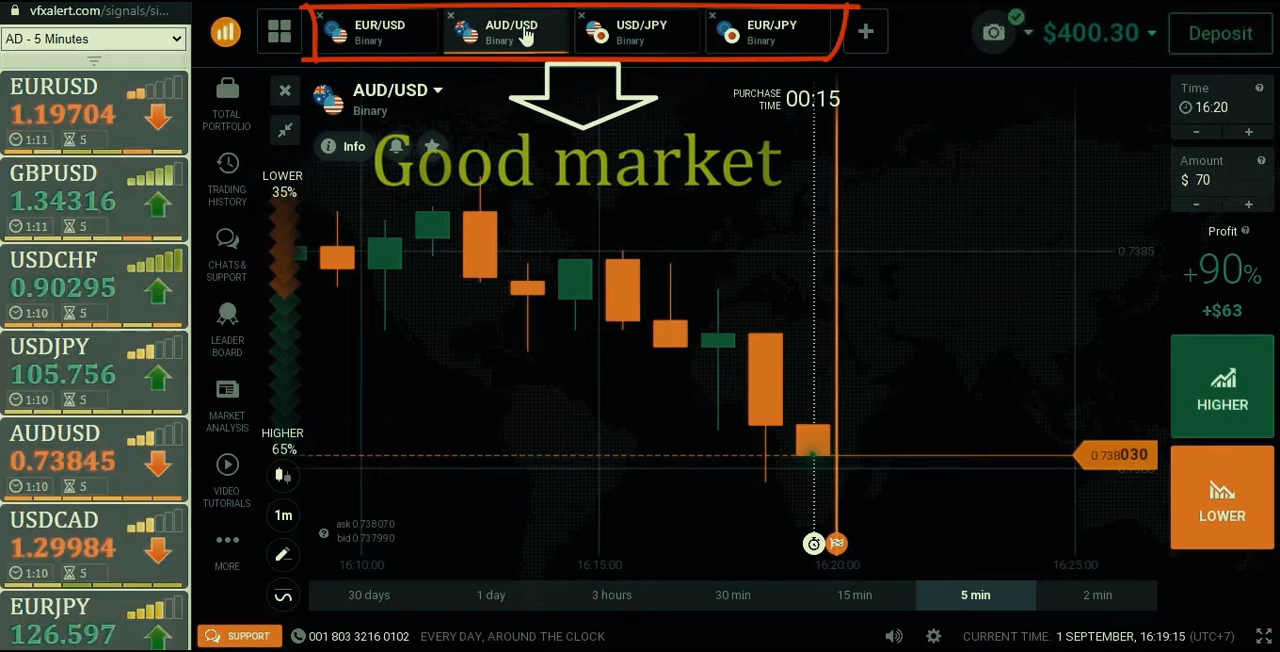 vfxalert.com/signals/si...
AD - 5 Minutes
EURUSD
1.19704
1:11 5
GBPUSD
1.34316
1:11 5
USDCHF
0.90295
1:10 5
USDJPY
105.756
1:10 5
AUDUSD
0.73845
1:10 5
USDCAD
1.29984
1:10 5
EURJPY
126.597
EUR/USD
Binary
AUD/USD
Binary
USD/JPY
Binary
EUR/JPY
Binary
$400.30
Deposit
TOTAL
PORTFOLIO
TRADING
HISTORY
CHATS &
SUPPORT
LEADER
BOARD
MARKET
ANALYSIS
VIDEO
TUTORIALS
MORE
AUD/USD
Binary
Info
Good market
PURCHASE
TIME
00:15
LOWER
35%
HIGHER
65%
1m
ask 0.738070
bid 0.737990
0.7385
0.738030
16:10:00
16:15:00
16:20:00
16:25:00
30 days
1 day
3 hours
30 min
15 min
5 min
2 min
Time
16:20
- +
Amount
$ 70
- +
Profit
+90%
+$63
HIGHER
LOWER
SUPPORT
001 803 3216 0102
EVERY DAY, AROUND THE CLOCK
CURRENT TIME: 1 SEPTEMBER, 16:19:15 (UTC+7)